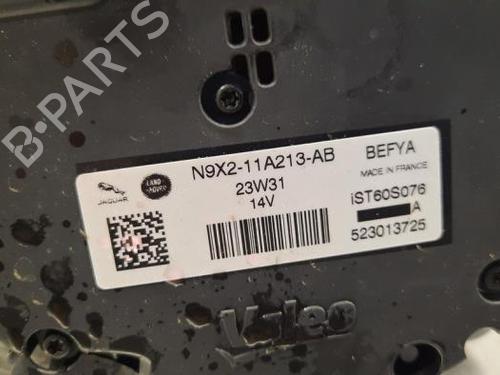 B-PARTS
N9X2-11A213-AB
BEFYA
MADE IN FRANCE
JAGUAR
LAND ROVER
23W31
14V
iST60S076
A
523013725
Valeo